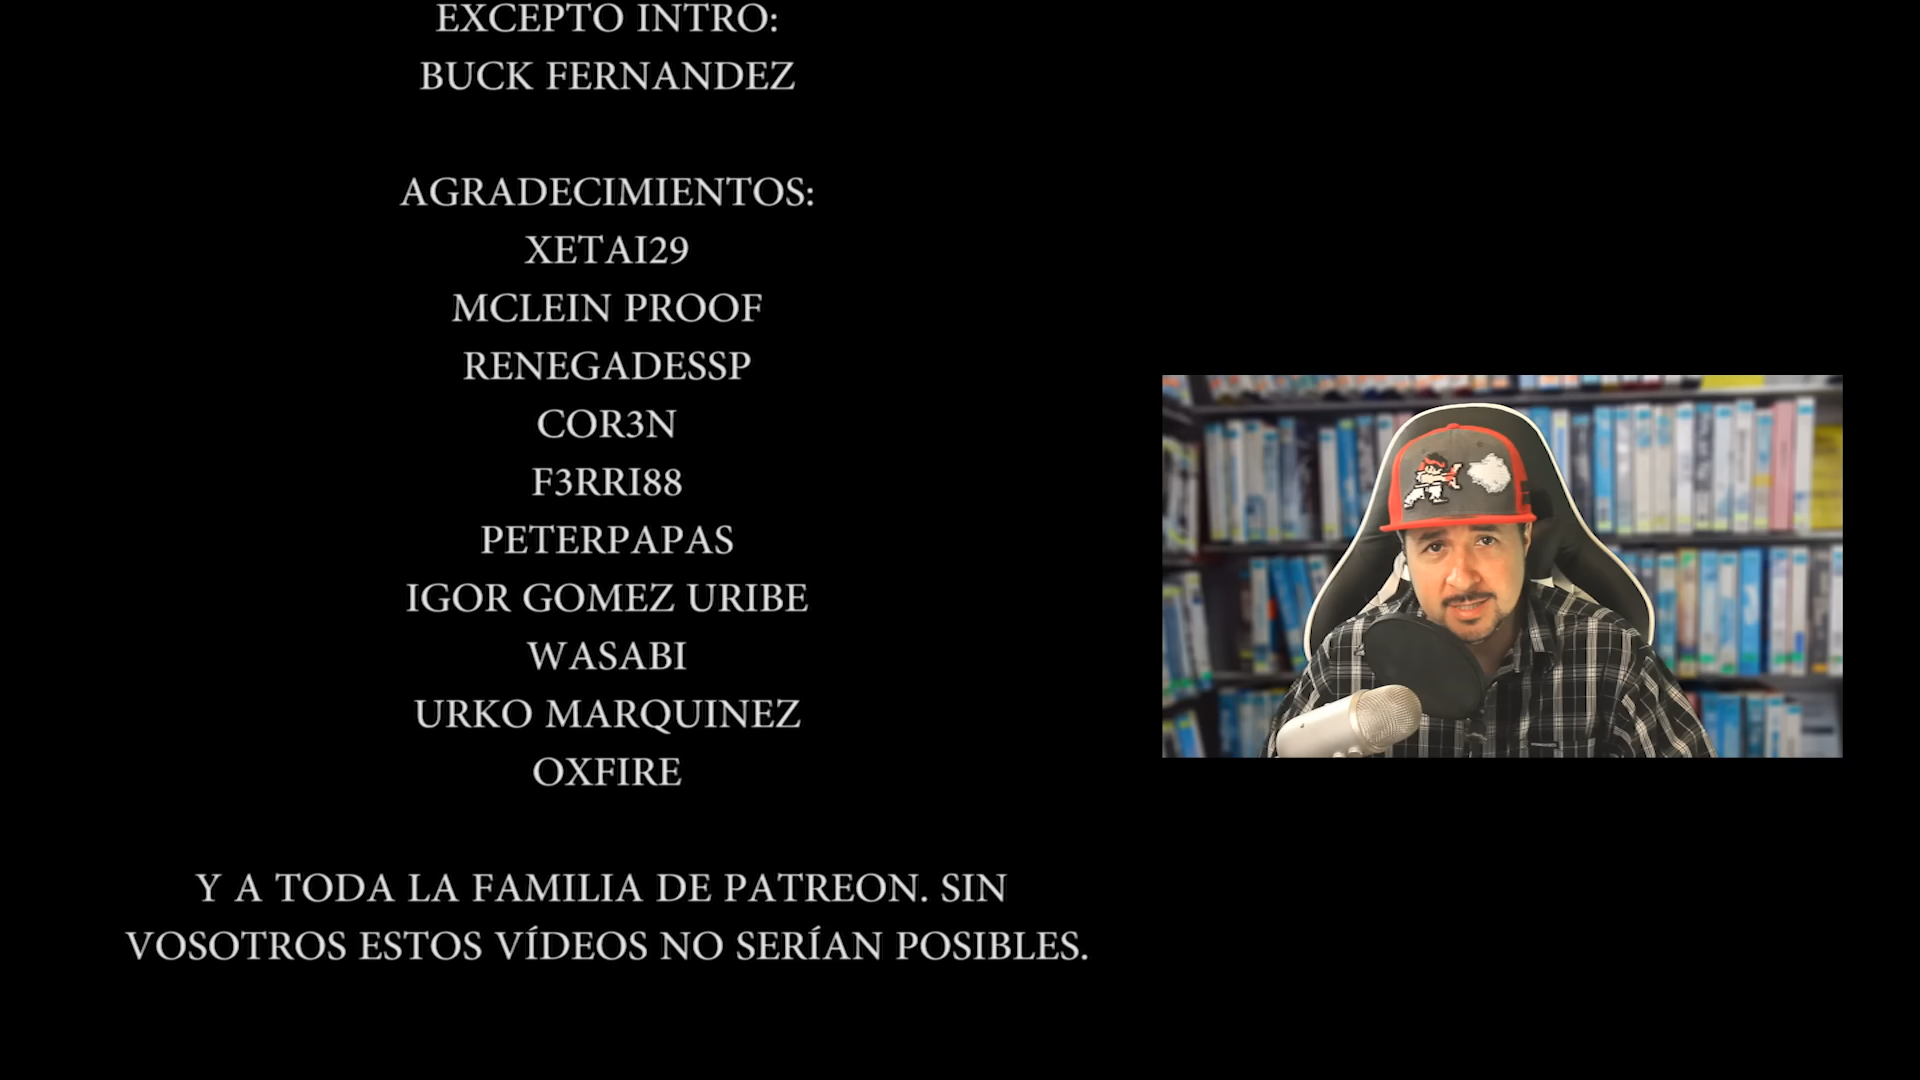 EXCEPTO INTRO:
BUCK FERNANDEZ
AGRADECIMIENTOS:
XETAI29
MCLEIN PROOF
RENEGADESSP
COR3N
F3RRI88
PETERPAPAS
IGOR GOMEZ URIBE
WASABI
URKO MARQUINEZ
OXFIRE
Y A TODA LA FAMILIA DE PATREON. SIN
VOSOTROS ESTOS VÍDEOS NO SERÍAN POSIBLES.